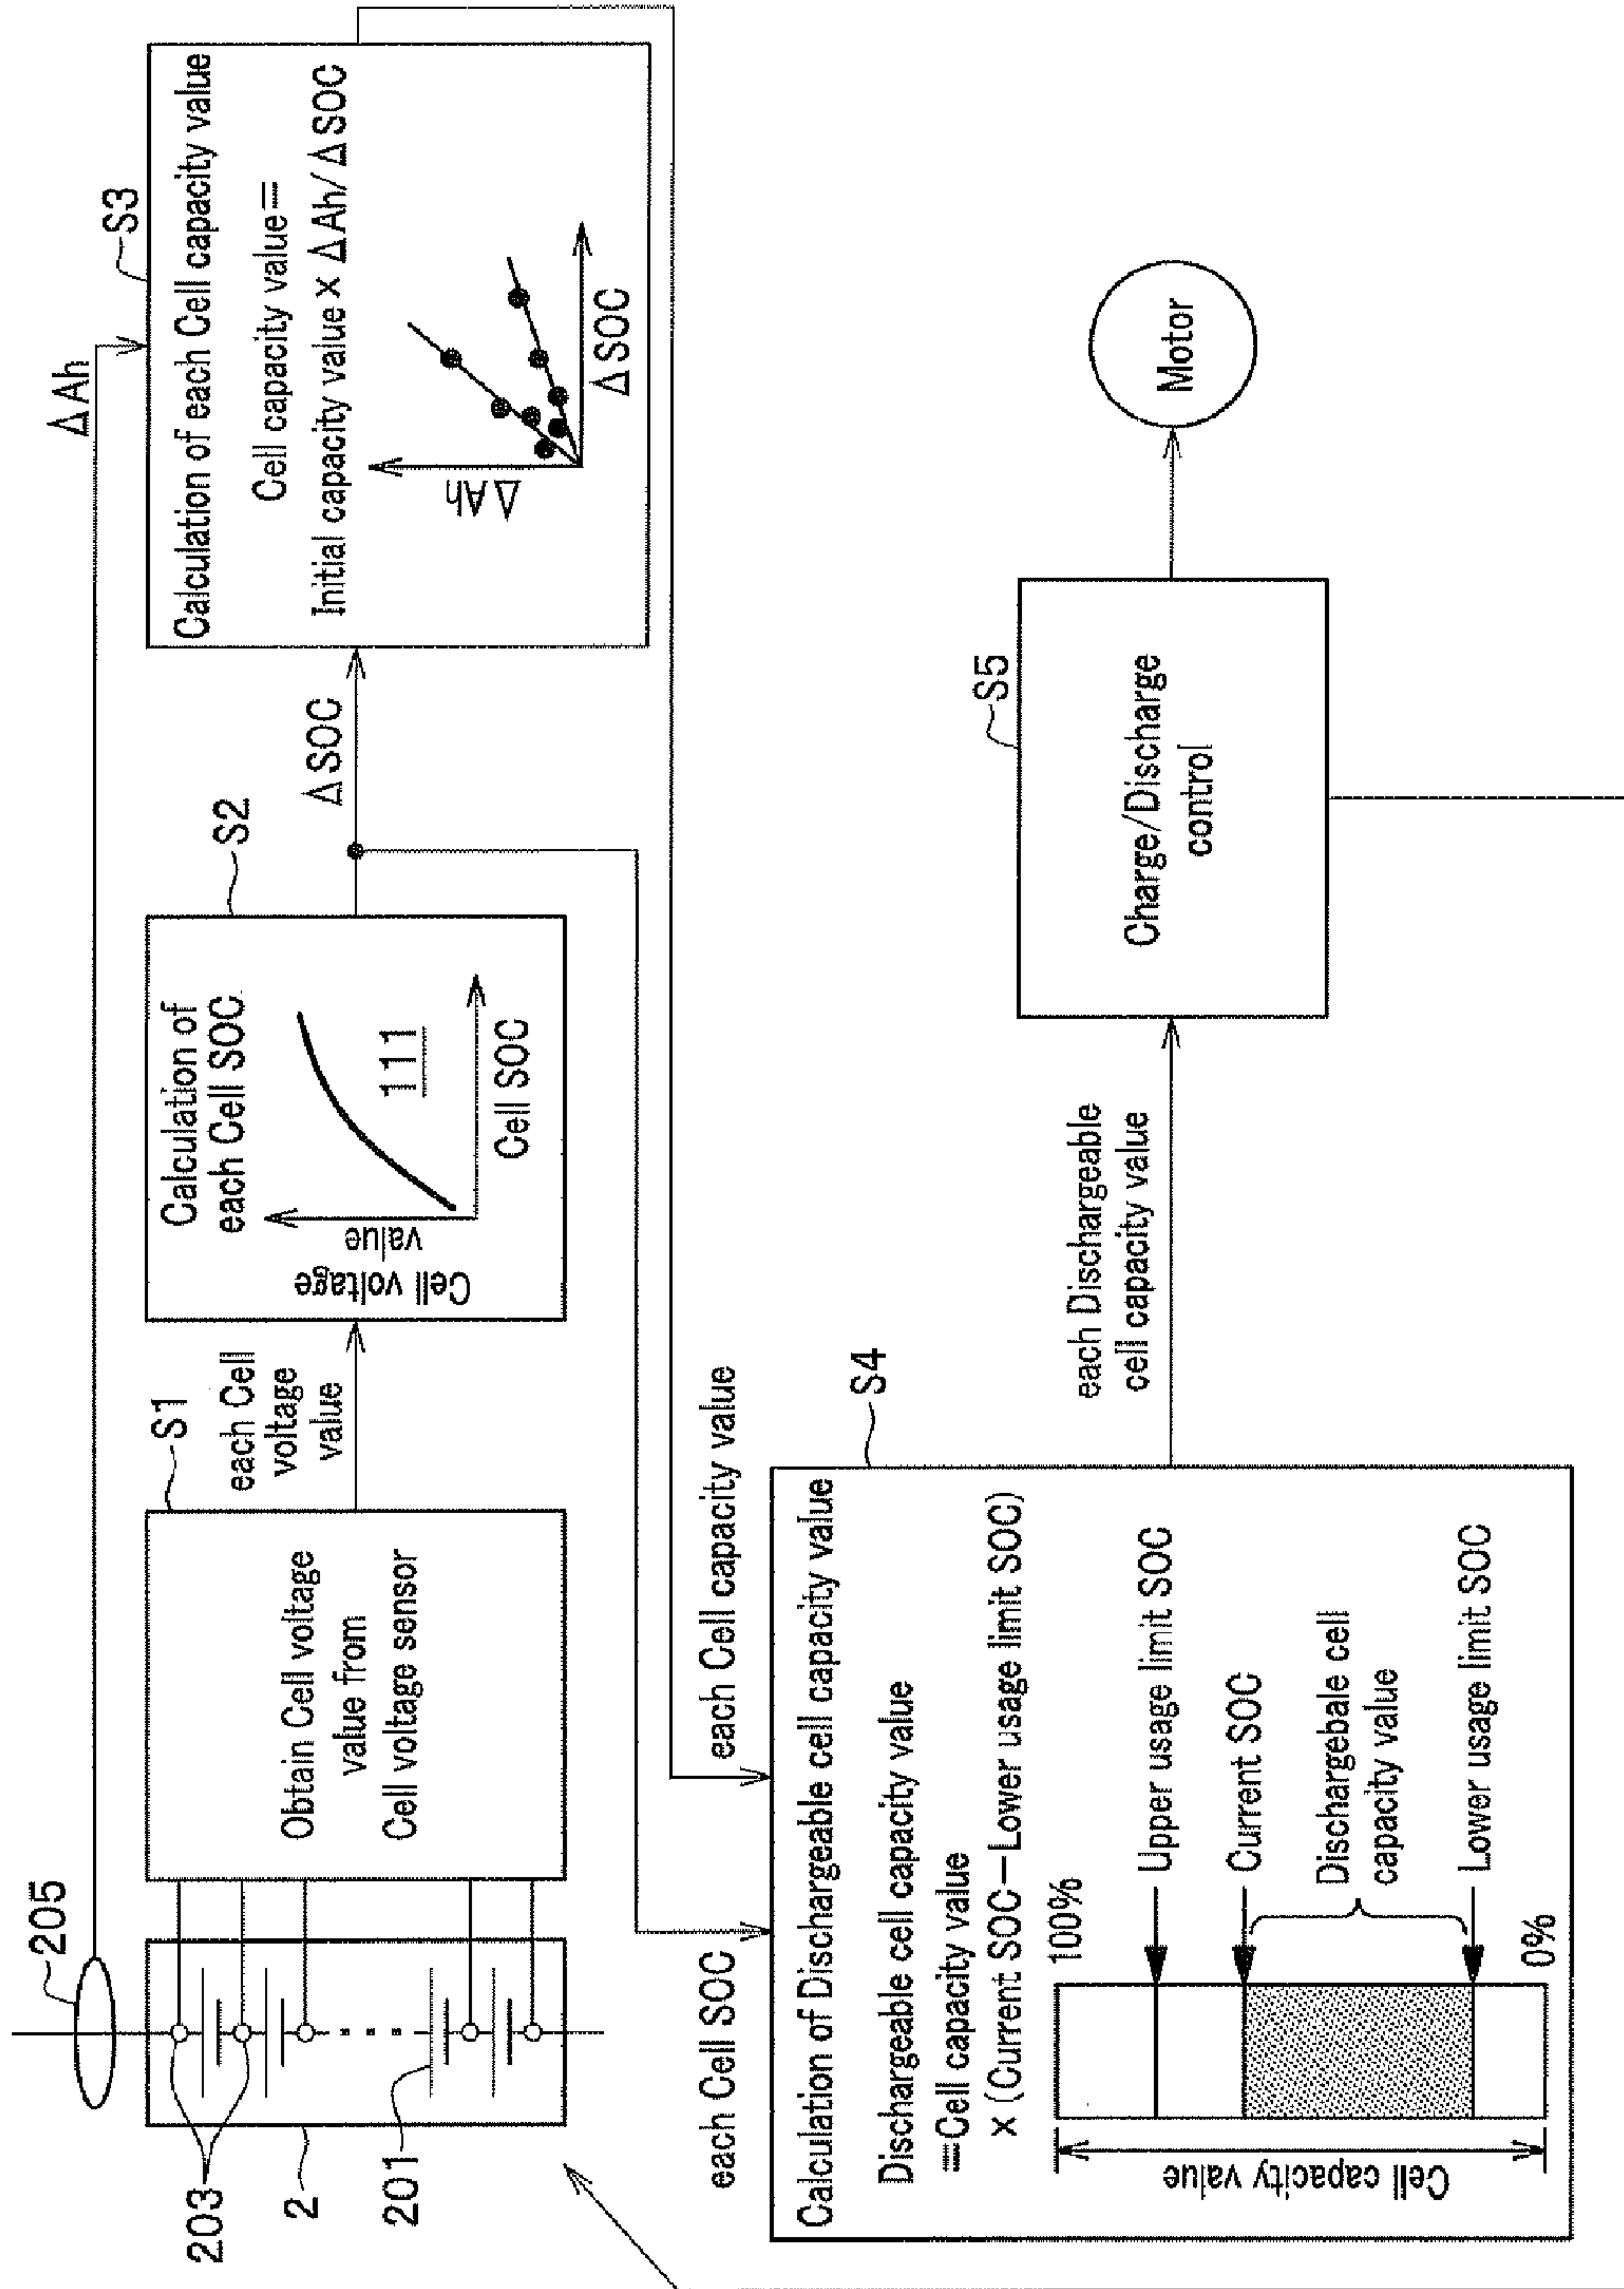 205
203
2
201
S1
Obtain Cell voltage
value from
Cell voltage sensor
each Cell
voltage
value
S2
Calculation of
each Cell SOC
Cell voltage
value
111
Cell SOC
ΔSOC
ΔAh
S3
Calculation of each Cell capacity value
Cell capacity value=
Initial capacity value × ΔAh/ΔSOC
ΔAh
ΔSOC
each Cell SOC
each Cell capacity value
S4
Calculation of Dischargeable cell capacity value
Dischargeable cell capacity value
=Cell capacity value
× (Current SOC−Lower usage limit SOC)
Cell capacity value
100%
Upper usage limit SOC
Current SOC
Dischargebale cell
capacity value
Lower usage limit SOC
0%
each Dischargeable
cell capacity value
S5
Charge/Discharge
control
Motor